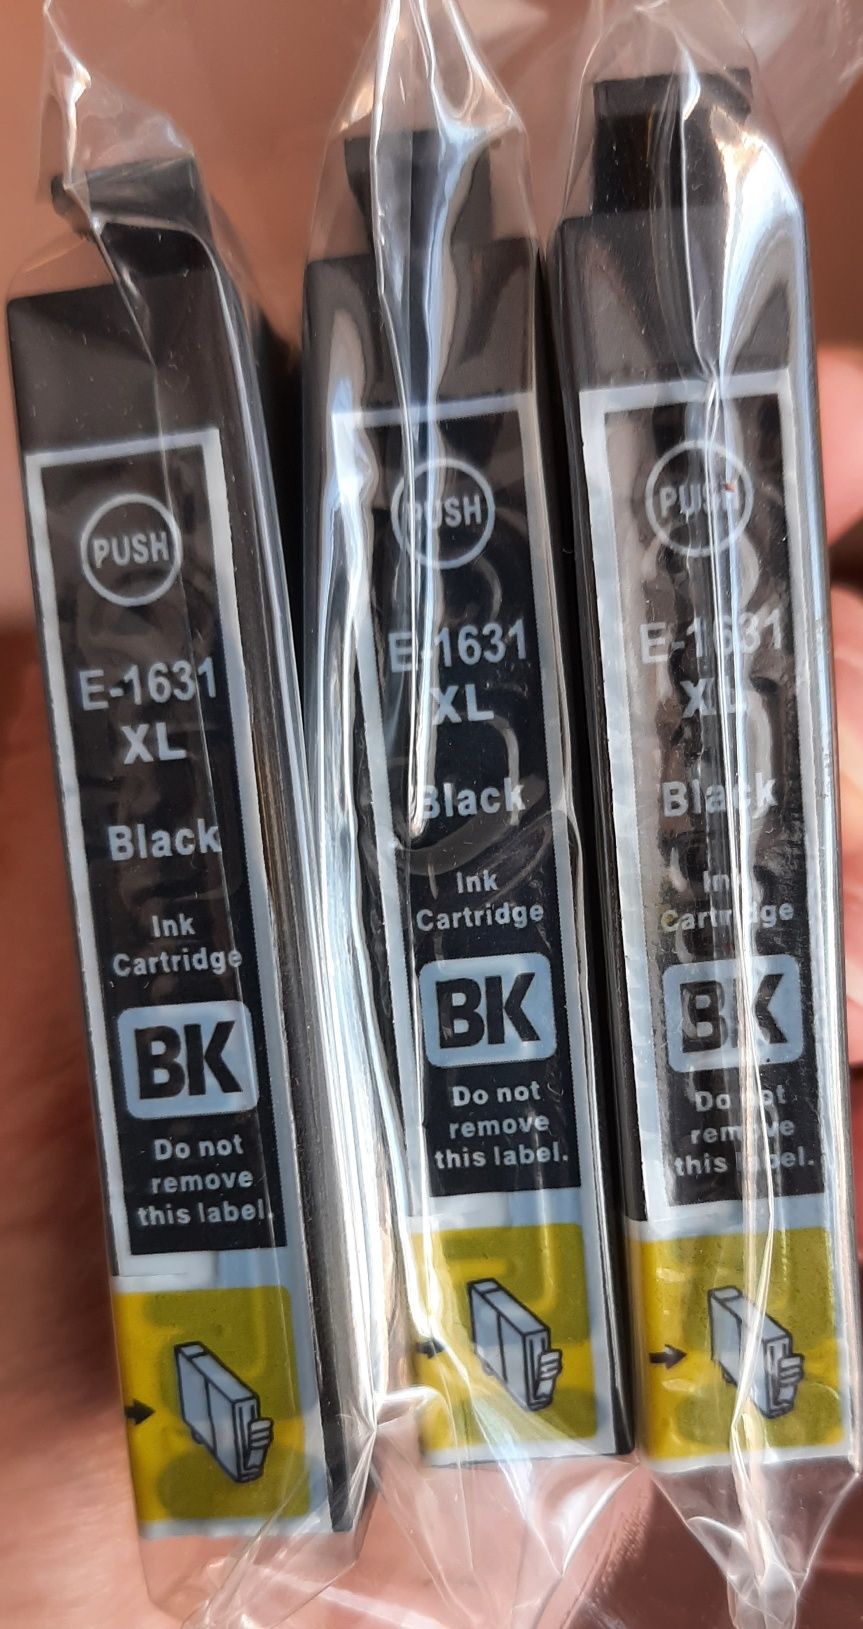 PUSH
E-1631
XL
Black
Ink
Cartridge
BK
Do not
remove
this label.
PUSH
E-1631
XL
Black
Ink
Cartridge
BK
Do not
remove
this label.
PUSH
E-1631
XL
Black
Ink
Cartridge
BK
Do not
remove
this label.